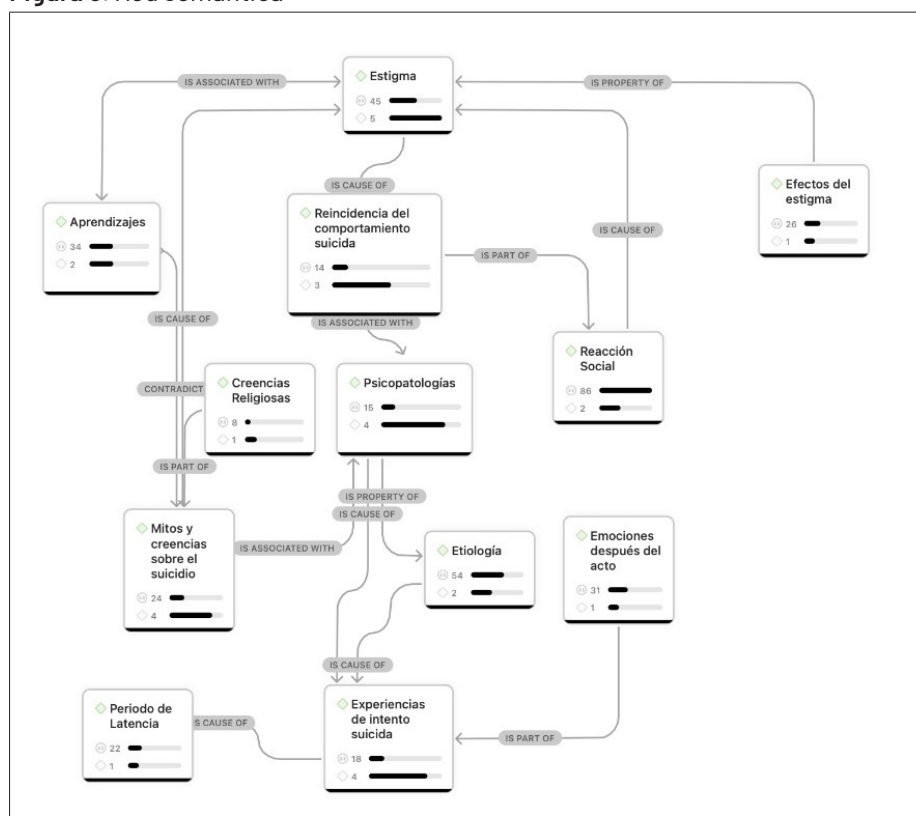 Figura 3. Red semántica
IS ASSOCIATED WITH
Estigma
45
5
IS PROPERTY OF
IS CAUSE OF
Aprendizajes
34
2
Reincidencia del
comportamiento
suicida
14
3
Efectos del
estigma
26
1
IS CAUSE OF
IS PART OF
IS CAUSE OF
IS ASSOCIATED WITH
Reacción
Social
86
2
CONTRADICT
Creencias
Religiosas
8
1
Psicopatologías
15
4
IS PART OF
IS PROPERTY OF
IS CAUSE OF
Mitos y
creencias
sobre el
suicidio
24
4
IS ASSOCIATED WITH
Etiología
54
2
Emociones
después del
acto
31
1
IS CAUSE OF
Periodo de
Latencia
22
1
S CAUSE OF
Experiencias
de intento
suicida
18
4
IS PART OF